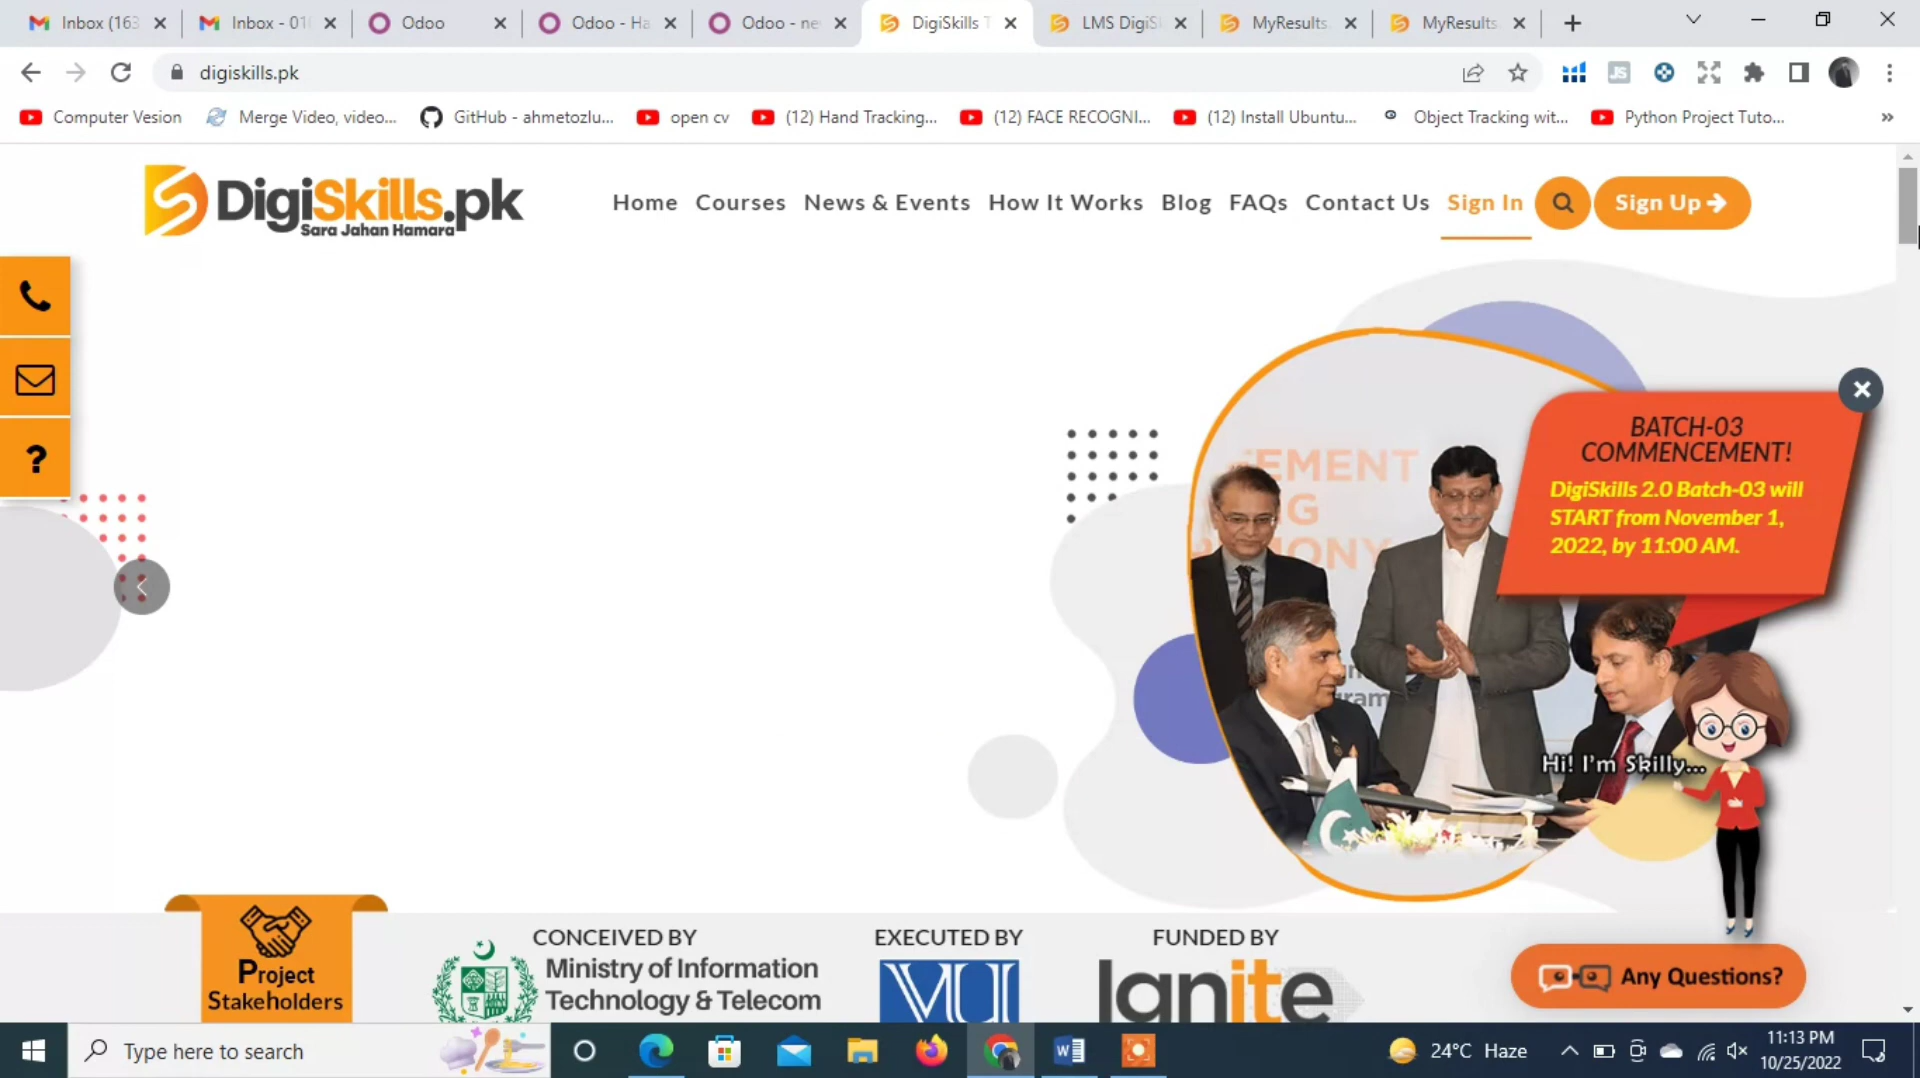 Inbox (163
Inbox - 01
Odoo
Odoo - Ha
Odoo - ne
DigiSkills T
LMS DigiSk
MyResults
MyResults
digiskills.pk
Computer Vesion
Merge Video, video...
GitHub - ahmetozlu...
open cv
(12) Hand Tracking...
(12) FACE RECOGNI...
(12) Install Ubuntu...
Object Tracking wit...
Python Project Tuto...
»
DigiSkills.pk
Sara Jahan Hamara
Home
Courses
News & Events
How It Works
Blog
FAQs
Contact Us
Sign In
Sign Up
?
BATCH-03
COMMENCEMENT!
DigiSkills 2.0 Batch-03 will
START from November 1,
2022, by 11:00 AM.
EMENT
Hi! I'm Skilly...
Project
Stakeholders
CONCEIVED BY
Ministry of Information
Technology & Telecom
EXECUTED BY
VU
FUNDED BY
Ignite
Any Questions?
Type here to search
24°C Haze
11:13 PM
10/25/2022